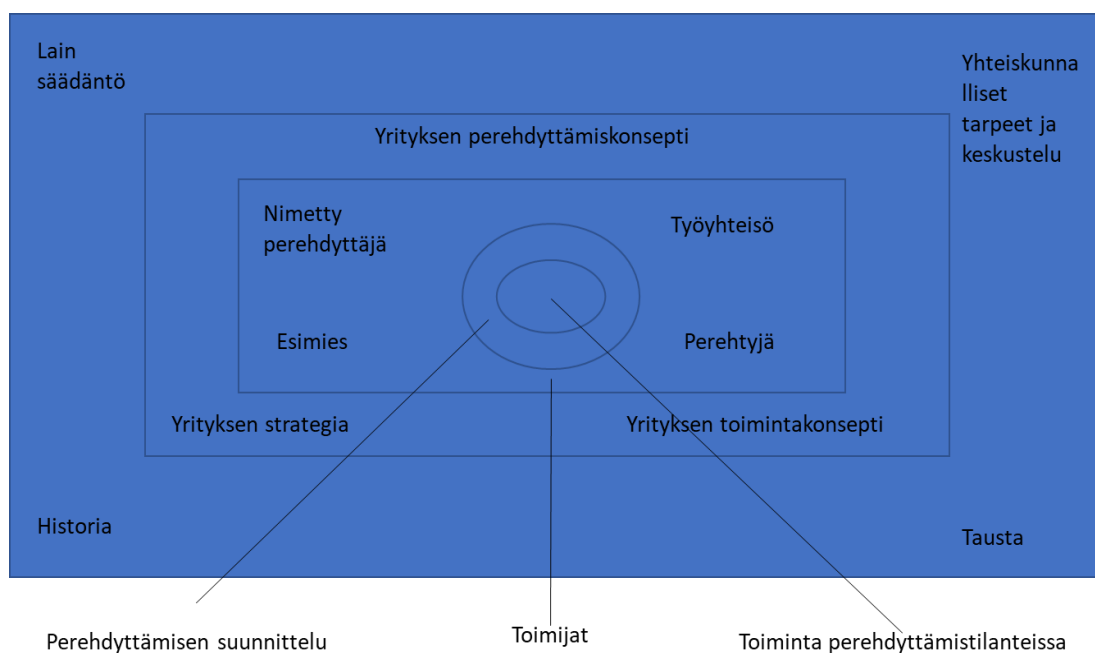 Lain
säädäntö
Yhteiskunna
lliset
tarpeet ja
keskustelu
Yrityksen perehdyttämiskonsepti
Nimetty
perehdyttäjä
Työyhteisö
Esimies
Perehtyjä
Yrityksen strategia
Yrityksen toimintakonsepti
Historia
Tausta
Perehdyttämisen suunnittelu
Toimijat
Toiminta perehdyttämistilanteissa